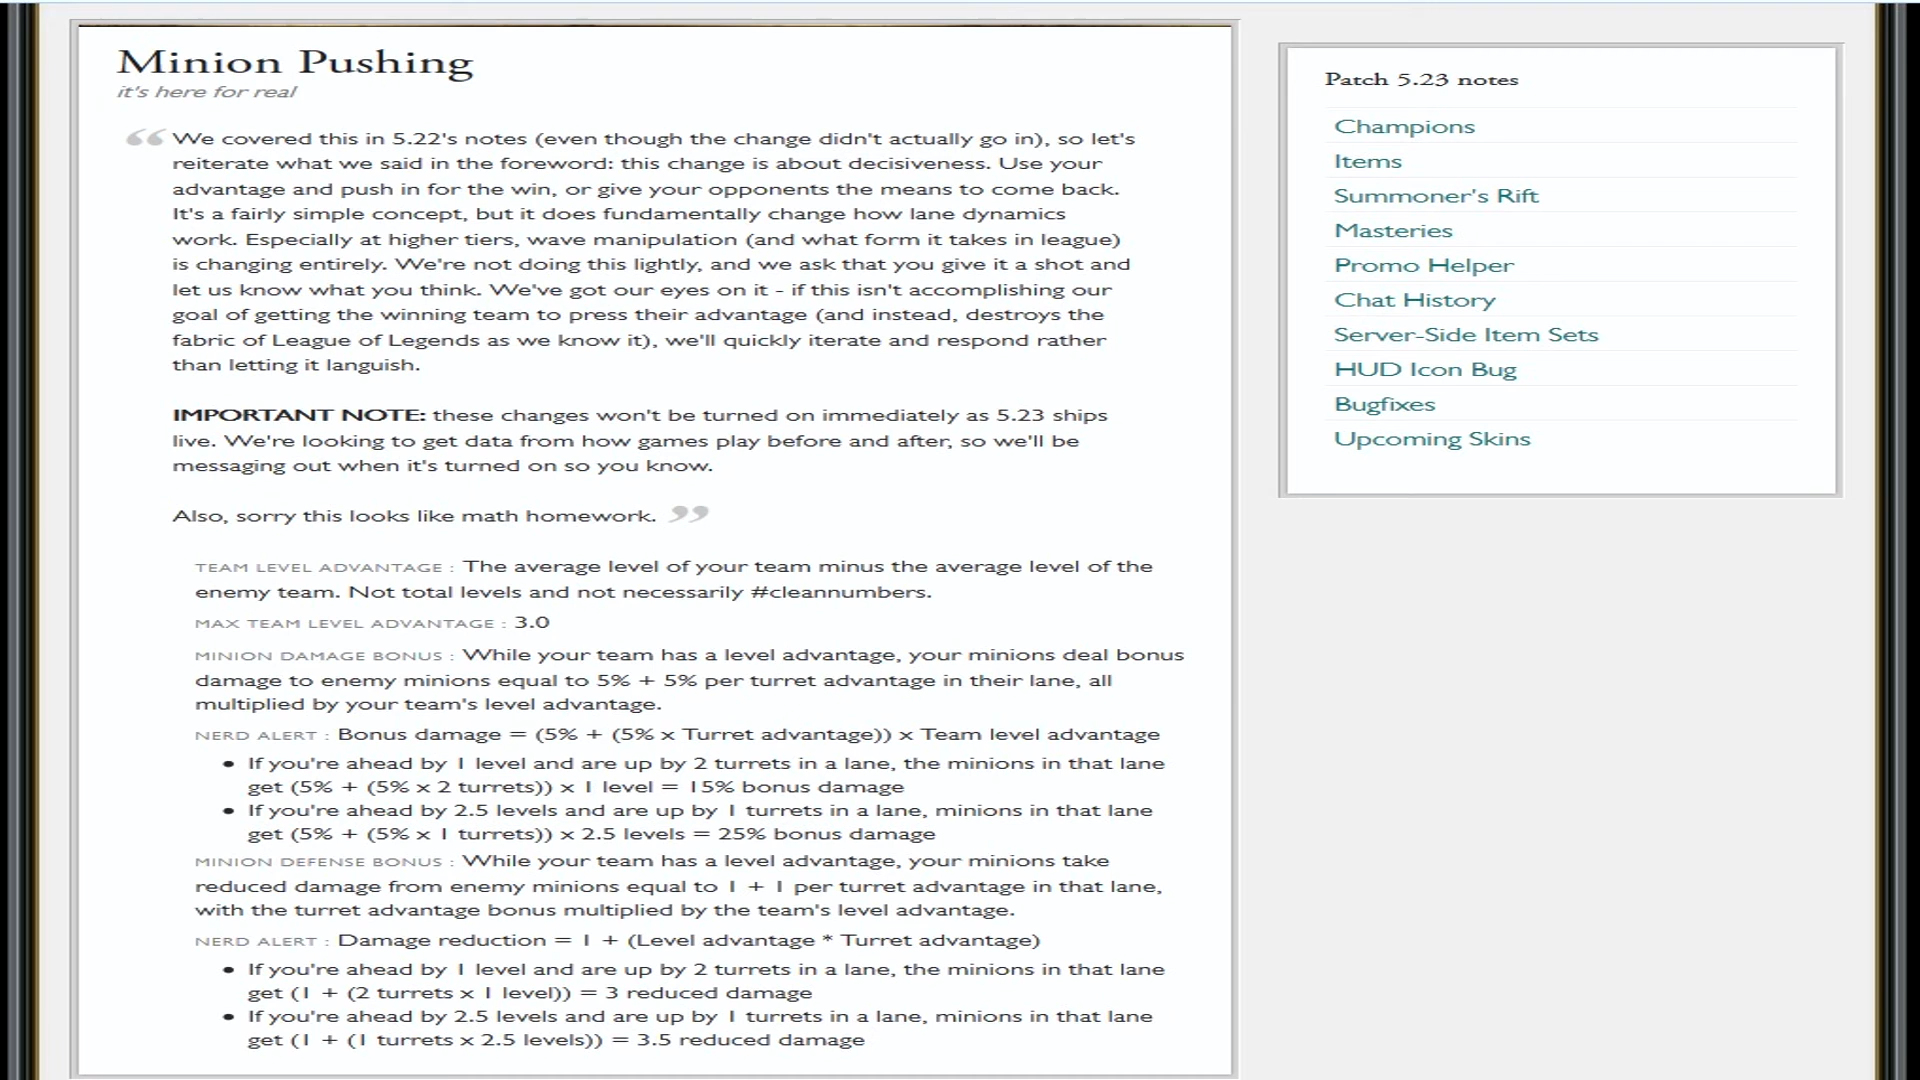 Minion Pushing
it's here for real
“ We covered this in 5.22's notes (even though the change didn't actually go in), so let's
reiterate what we said in the foreword: this change is about decisiveness. Use your
advantage and push in for the win, or give your opponents the means to come back.
It's a fairly simple concept, but it does fundamentally change how lane dynamics
work. Especially at higher tiers, wave manipulation (and what form it takes in league)
is changing entirely. We're not doing this lightly, and we ask that you give it a shot and
let us know what you think. We've got our eyes on it - if this isn't accomplishing our
goal of getting the winning team to press their advantage (and instead, destroys the
fabric of League of Legends as we know it), we'll quickly iterate and respond rather
than letting it languish.
IMPORTANT NOTE: these changes won't be turned on immediately as 5.23 ships
live. We're looking to get data from how games play before and after, so we'll be
messaging out when it's turned on so you know.
Also, sorry this looks like math homework. ”
TEAM LEVEL ADVANTAGE : The average level of your team minus the average level of the
enemy team. Not total levels and not necessarily #cleannumbers.
MAX TEAM LEVEL ADVANTAGE : 3.0
MINION DAMAGE BONUS : While your team has a level advantage, your minions deal bonus
damage to enemy minions equal to 5% + 5% per turret advantage in their lane, all
multiplied by your team's level advantage.
NERD ALERT : Bonus damage = (5% + (5% x Turret advantage)) x Team level advantage
• If you're ahead by 1 level and are up by 2 turrets in a lane, the minions in that lane
get (5% + (5% x 2 turrets)) x 1 level = 15% bonus damage
• If you're ahead by 2.5 levels and are up by 1 turrets in a lane, minions in that lane
get (5% + (5% x 1 turrets)) x 2.5 levels = 25% bonus damage
MINION DEFENSE BONUS : While your team has a level advantage, your minions take
reduced damage from enemy minions equal to 1 + 1 per turret advantage in that lane,
with the turret advantage bonus multiplied by the team's level advantage.
NERD ALERT : Damage reduction = 1 + (Level advantage * Turret advantage)
• If you're ahead by 1 level and are up by 2 turrets in a lane, the minions in that lane
get (1 + (2 turrets x 1 level)) = 3 reduced damage
• If you're ahead by 2.5 levels and are up by 1 turrets in a lane, minions in that lane
get (1 + (1 turrets x 2.5 levels)) = 3.5 reduced damage
Patch 5.23 notes
Champions
Items
Summoner's Rift
Masteries
Promo Helper
Chat History
Server-Side Item Sets
HUD Icon Bug
Bugfixes
Upcoming Skins